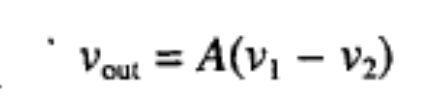 v_out = A(v_1 − v_2)